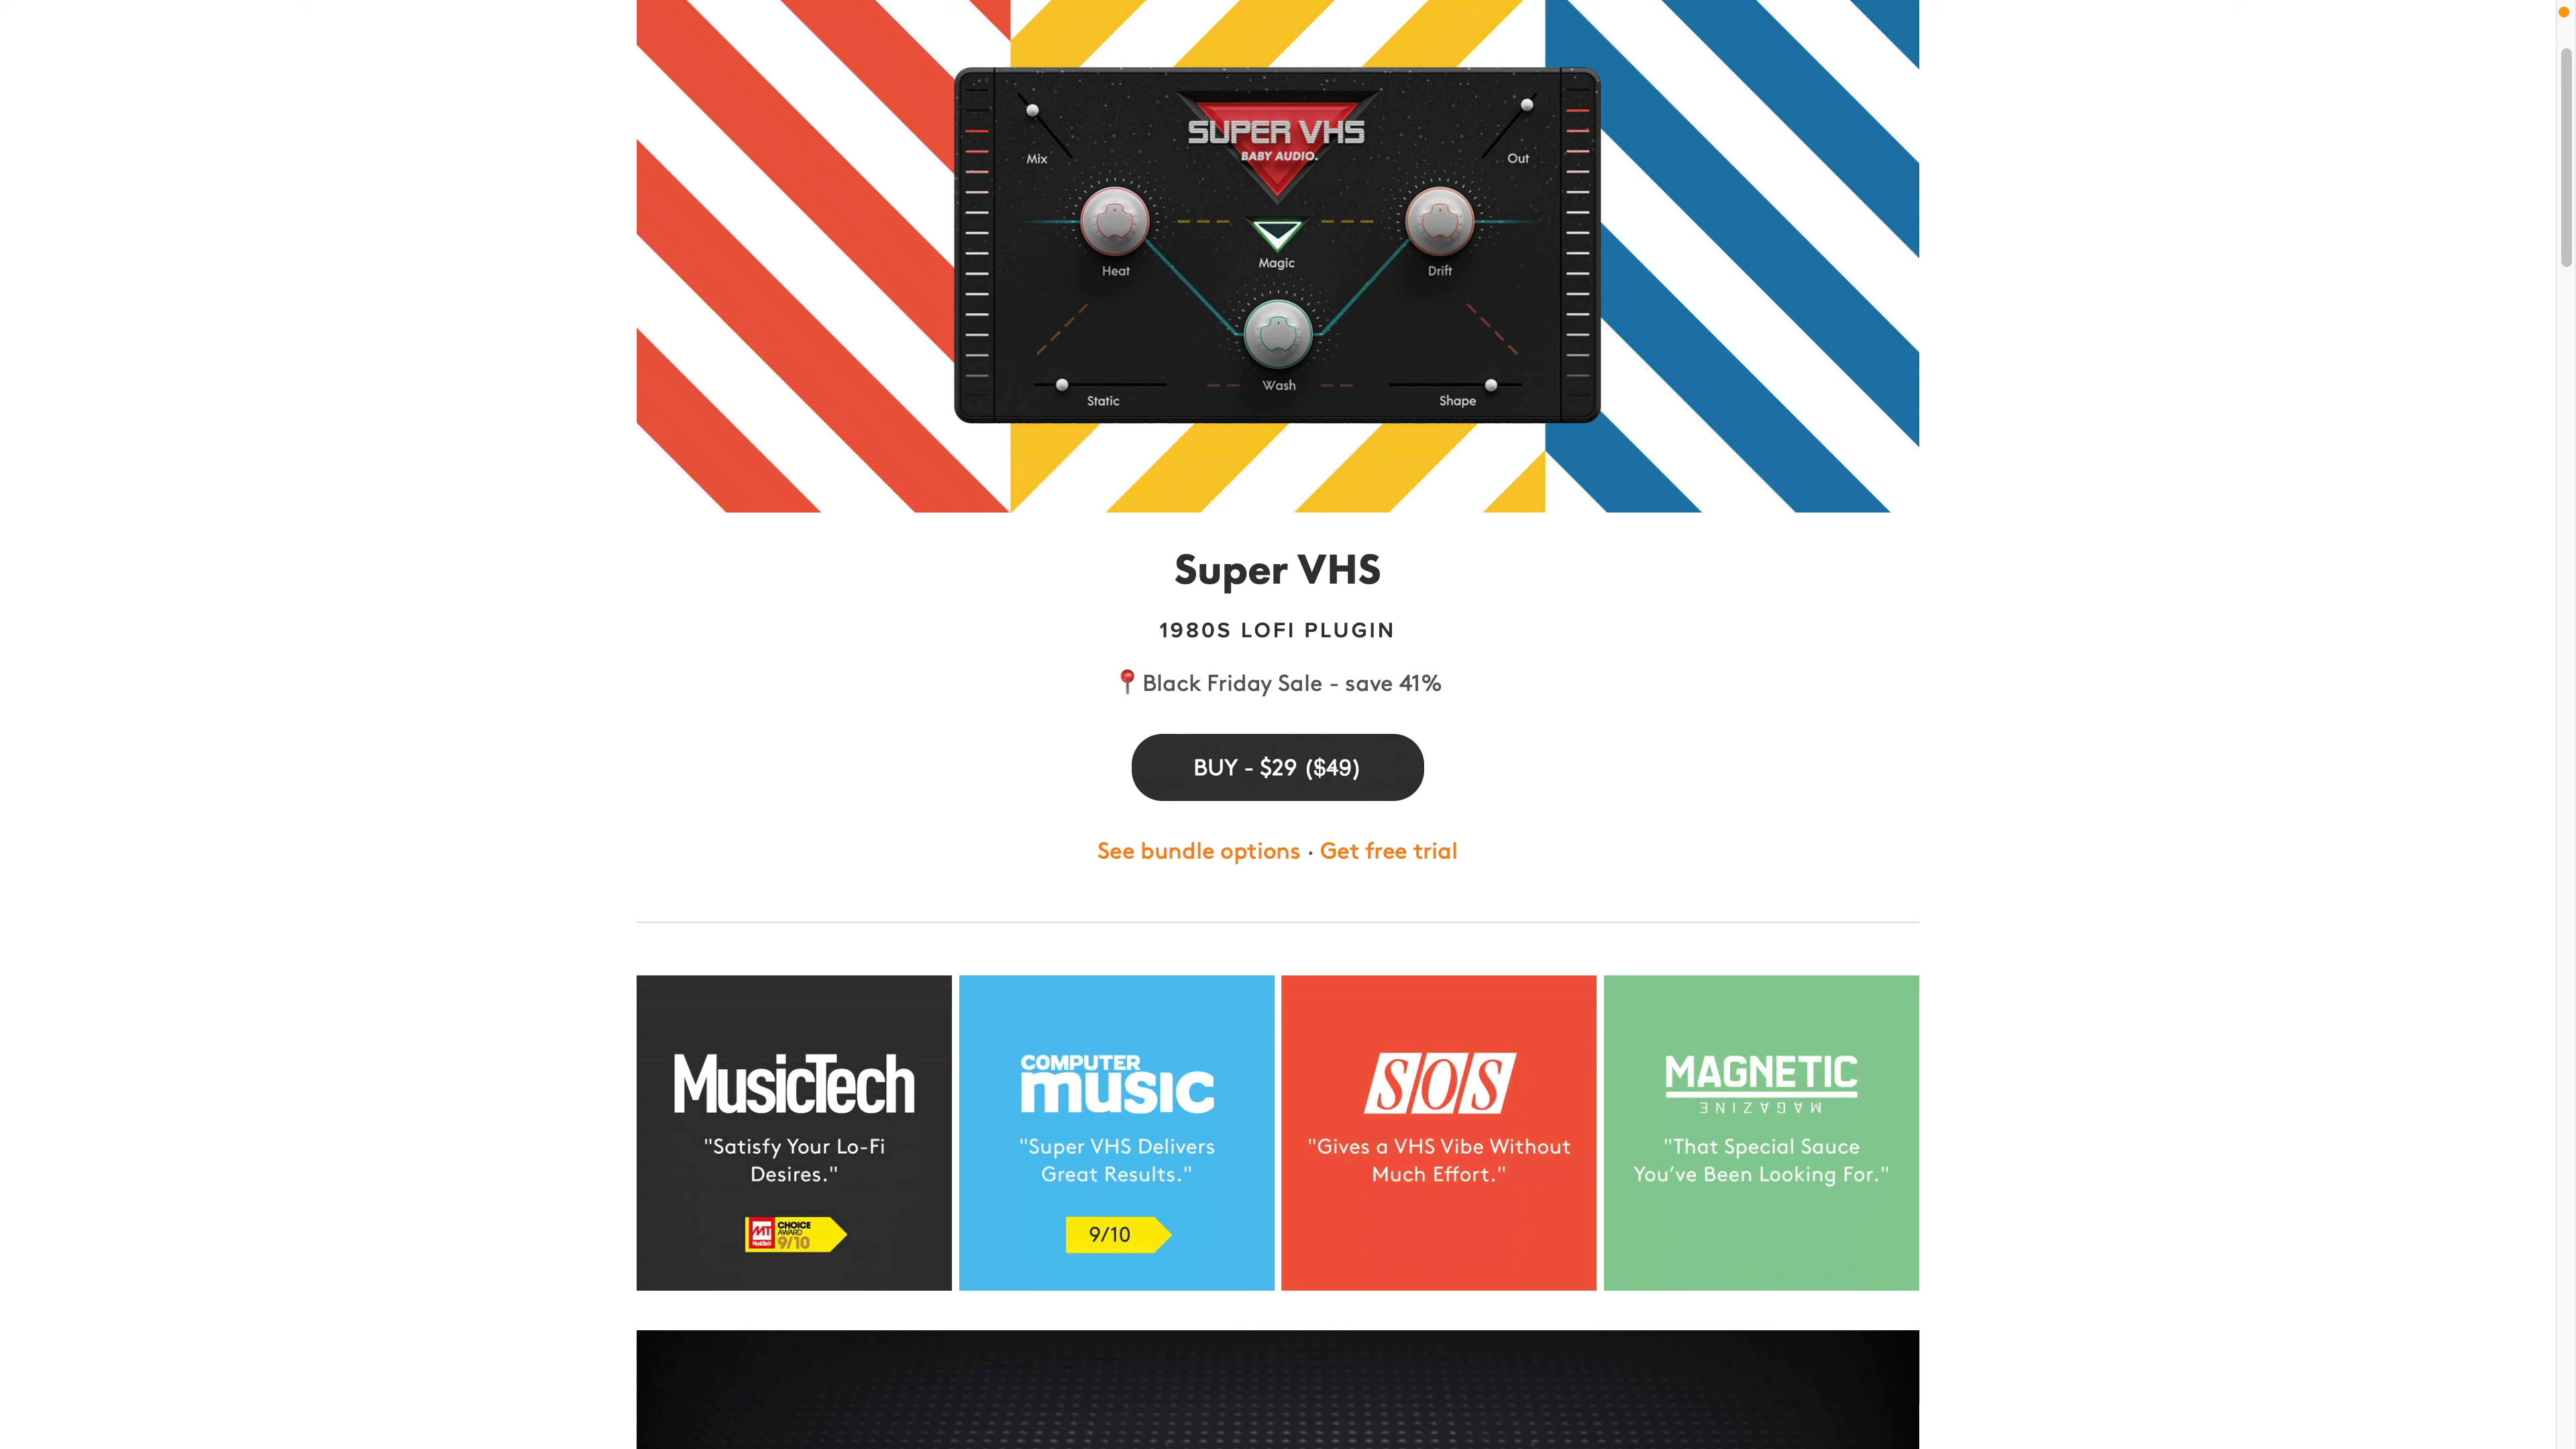 SUPER VHS
BABY AUDIO.
Mix
Out
Heat
Magic
Drift
Wash
Static
Shape
Super VHS
1980S LOFI PLUGIN
📍Black Friday Sale - save 41%
BUY - $29 ($49)
See bundle options · Get free trial
MusicTech
"Satisfy Your Lo-Fi
Desires."
MT
MusicTech
CHOICE
AWARD
9/10
COMPUTER
music
"Super VHS Delivers
Great Results."
9/10
SOS
"Gives a VHS Vibe Without
Much Effort."
MAGNETIC
MAGAZINE
"That Special Sauce
You’ve Been Looking For."